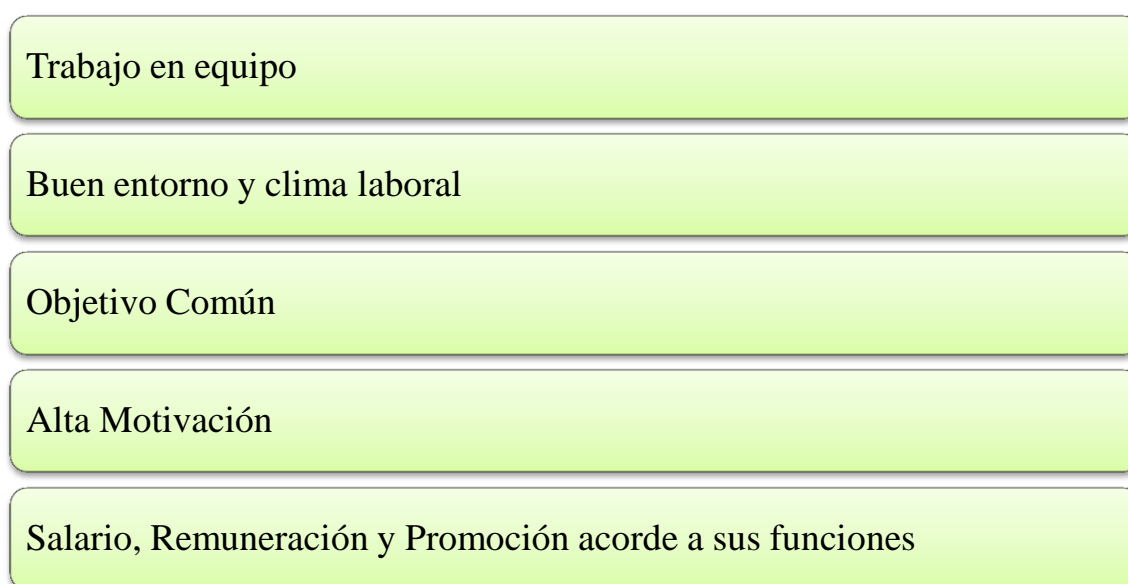 Trabajo en equipo
Buen entorno y clima laboral
Objetivo Común
Alta Motivación
Salario, Remuneración y Promoción acorde a sus funciones